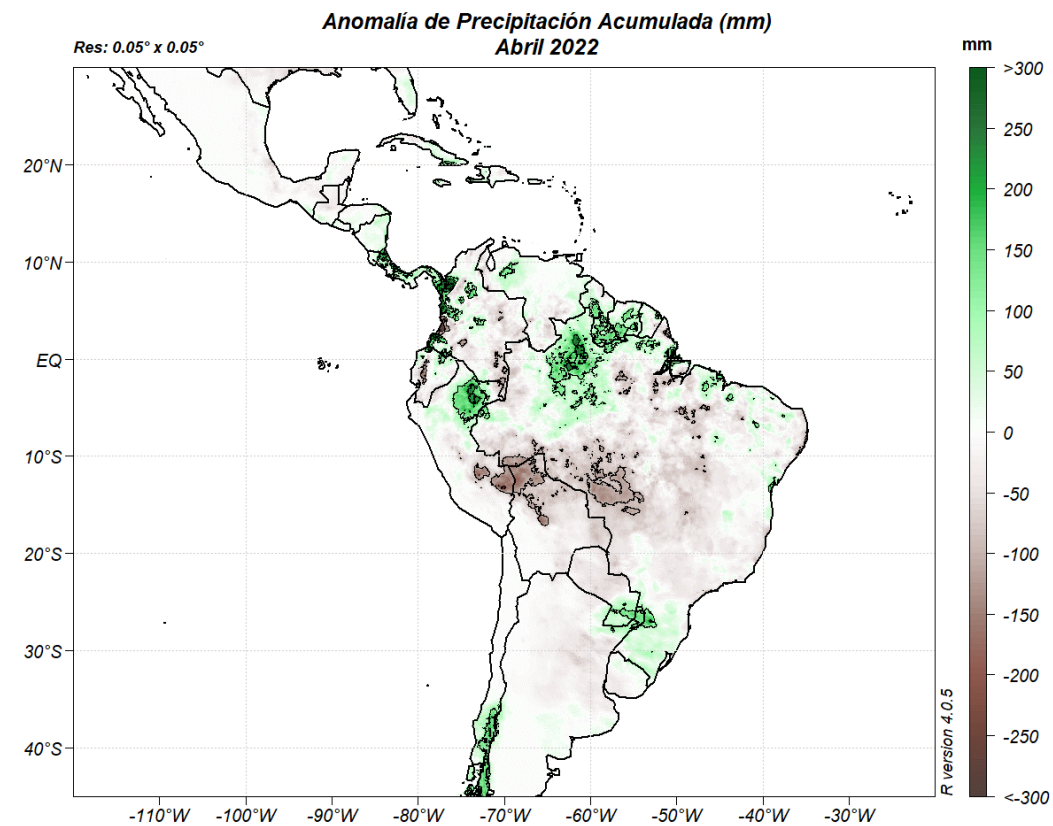 Anomalía de Precipitación Acumulada (mm)
Abril 2022
Res: 0.05° x 0.05°
mm
>300
250
200
150
100
50
0
-50
-100
-150
-200
-250
<-300
20°N
10°N
EQ
10°S
20°S
30°S
40°S
-110°W
-100°W
-90°W
-80°W
-70°W
-60°W
-50°W
-40°W
-30°W
R version 4.0.5